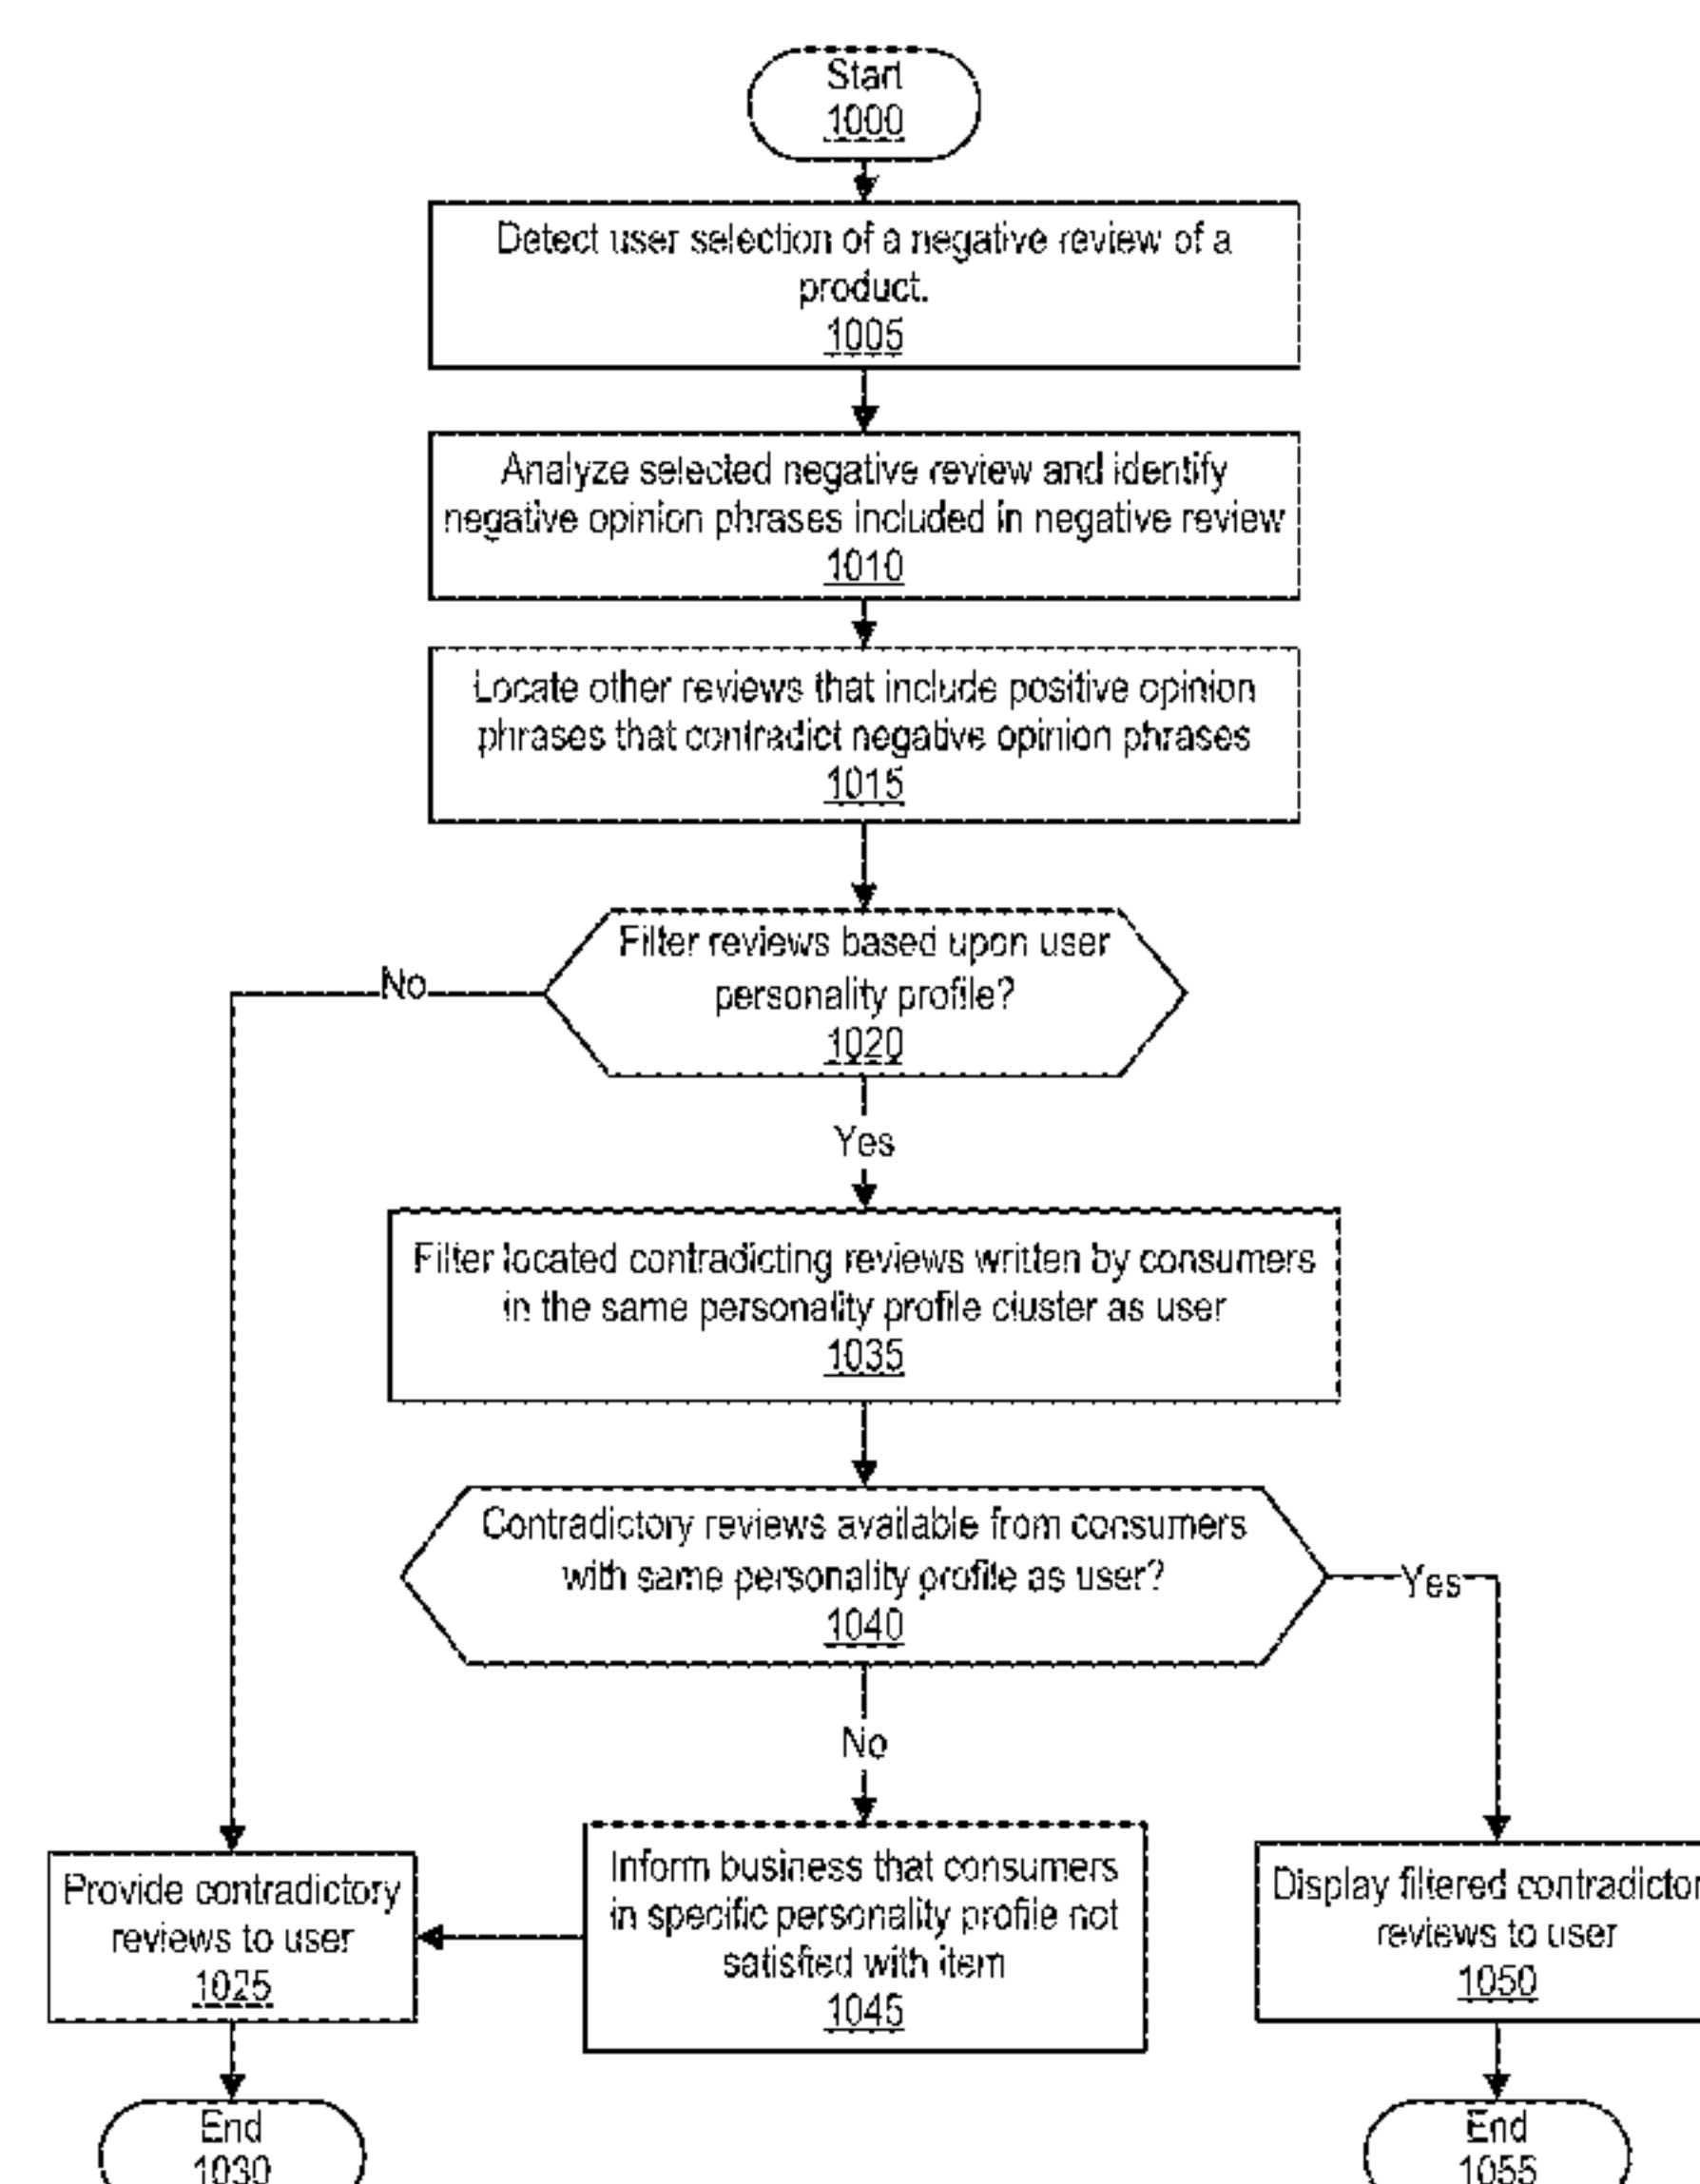 Start
1000
Detect user selection of a negative review of a
product.
1005
Analyze selected negative review and identify
negative opinion phrases included in negative review
1010
Locate other reviews that include positive opinion
phrases that contradict negative opinion phrases
1015
Filter reviews based upon user
personality profile?
1020
No
Yes
Filter located contradicting reviews written by consumers
in the same personality profile cluster as user
1035
Contradictory reviews available from consumers
with same personality profile as user?
1040
Yes
No
Provide contradictory
reviews to user
1025
Inform business that consumers
in specific personality profile not
satisfied with item
1045
Display filtered contradictor
reviews to user
1050
End
1030
End
1055